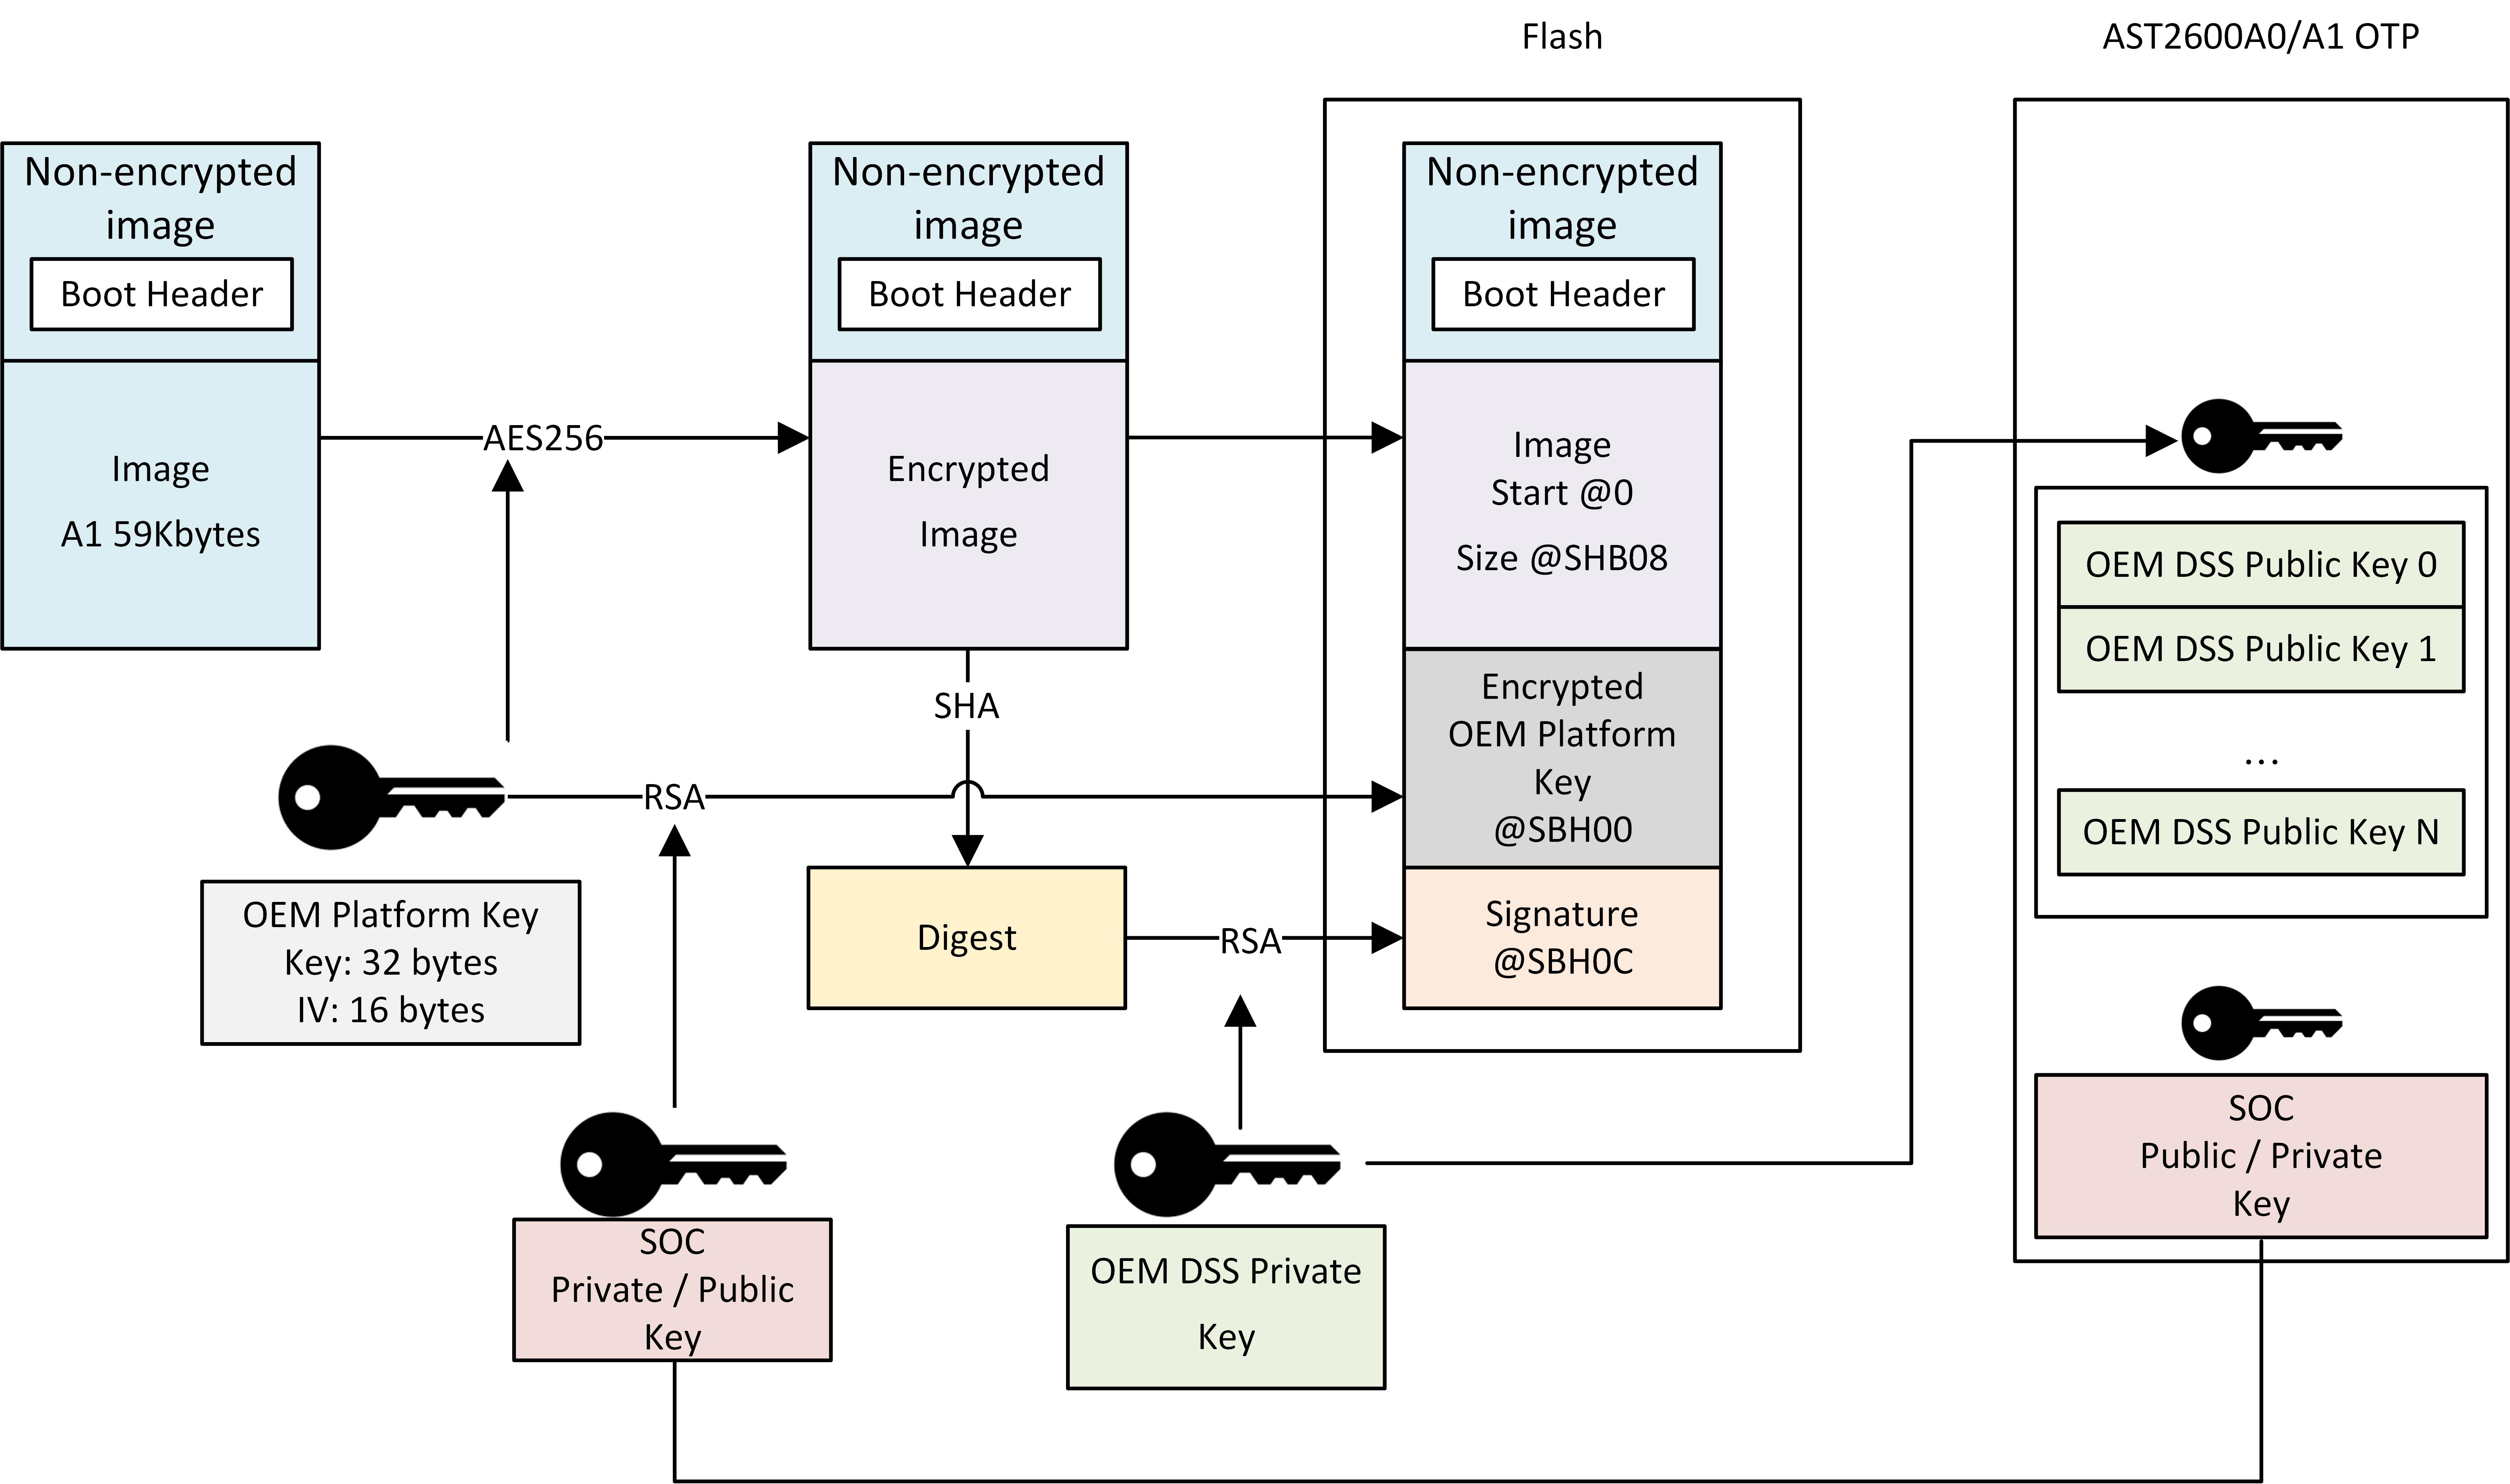 Flash
AST2600A0/A1 OTP
Non-encrypted
image
Boot Header
Image
A1 59Kbytes
AES256
Non-encrypted
image
Boot Header
Encrypted
Image
Non-encrypted
image
Boot Header
Image
Start @0
Size @SHB08
Encrypted
OEM Platform
Key
@SBH00
Signature
@SBH0C
SHA
RSA
Digest
RSA
OEM Platform Key
Key: 32 bytes
IV: 16 bytes
SOC
Private / Public
Key
OEM DSS Private
Key
OEM DSS Public Key 0
OEM DSS Public Key 1
...
OEM DSS Public Key N
SOC
Public / Private
Key